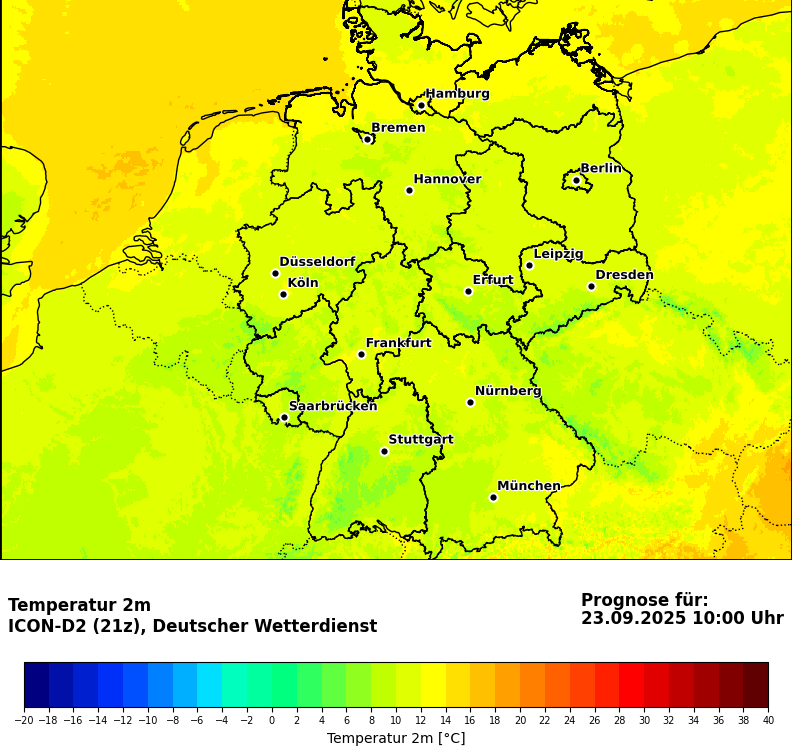 Hamburg
Bremen
Berlin
Hannover
Leipzig
Düsseldorf
Dresden
Köln
Erfurt
Frankfurt
Nürnberg
Saarbrücken
Stuttgart
München
Temperatur 2m
ICON-D2 (21z), Deutscher Wetterdienst
Prognose für:
23.09.2025 10:00 Uhr
−20 −18 −16 −14 −12 −10 −8 −6 −4 −2 0 2 4 6 8 10 12 14 16 18 20 22 24 26 28 30 32 34 36 38 40
Temperatur 2m [°C]